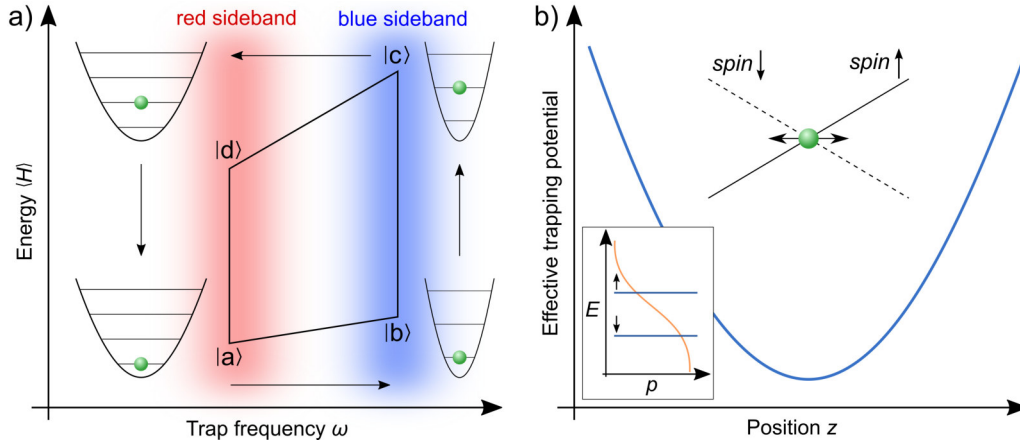 a)
red sideband
blue sideband
|c⟩
|d⟩
|b⟩
|a⟩
Energy ⟨H⟩
Trap frequency ω
b)
spin↓
spin↑
Effective trapping potential
E
p
Position z